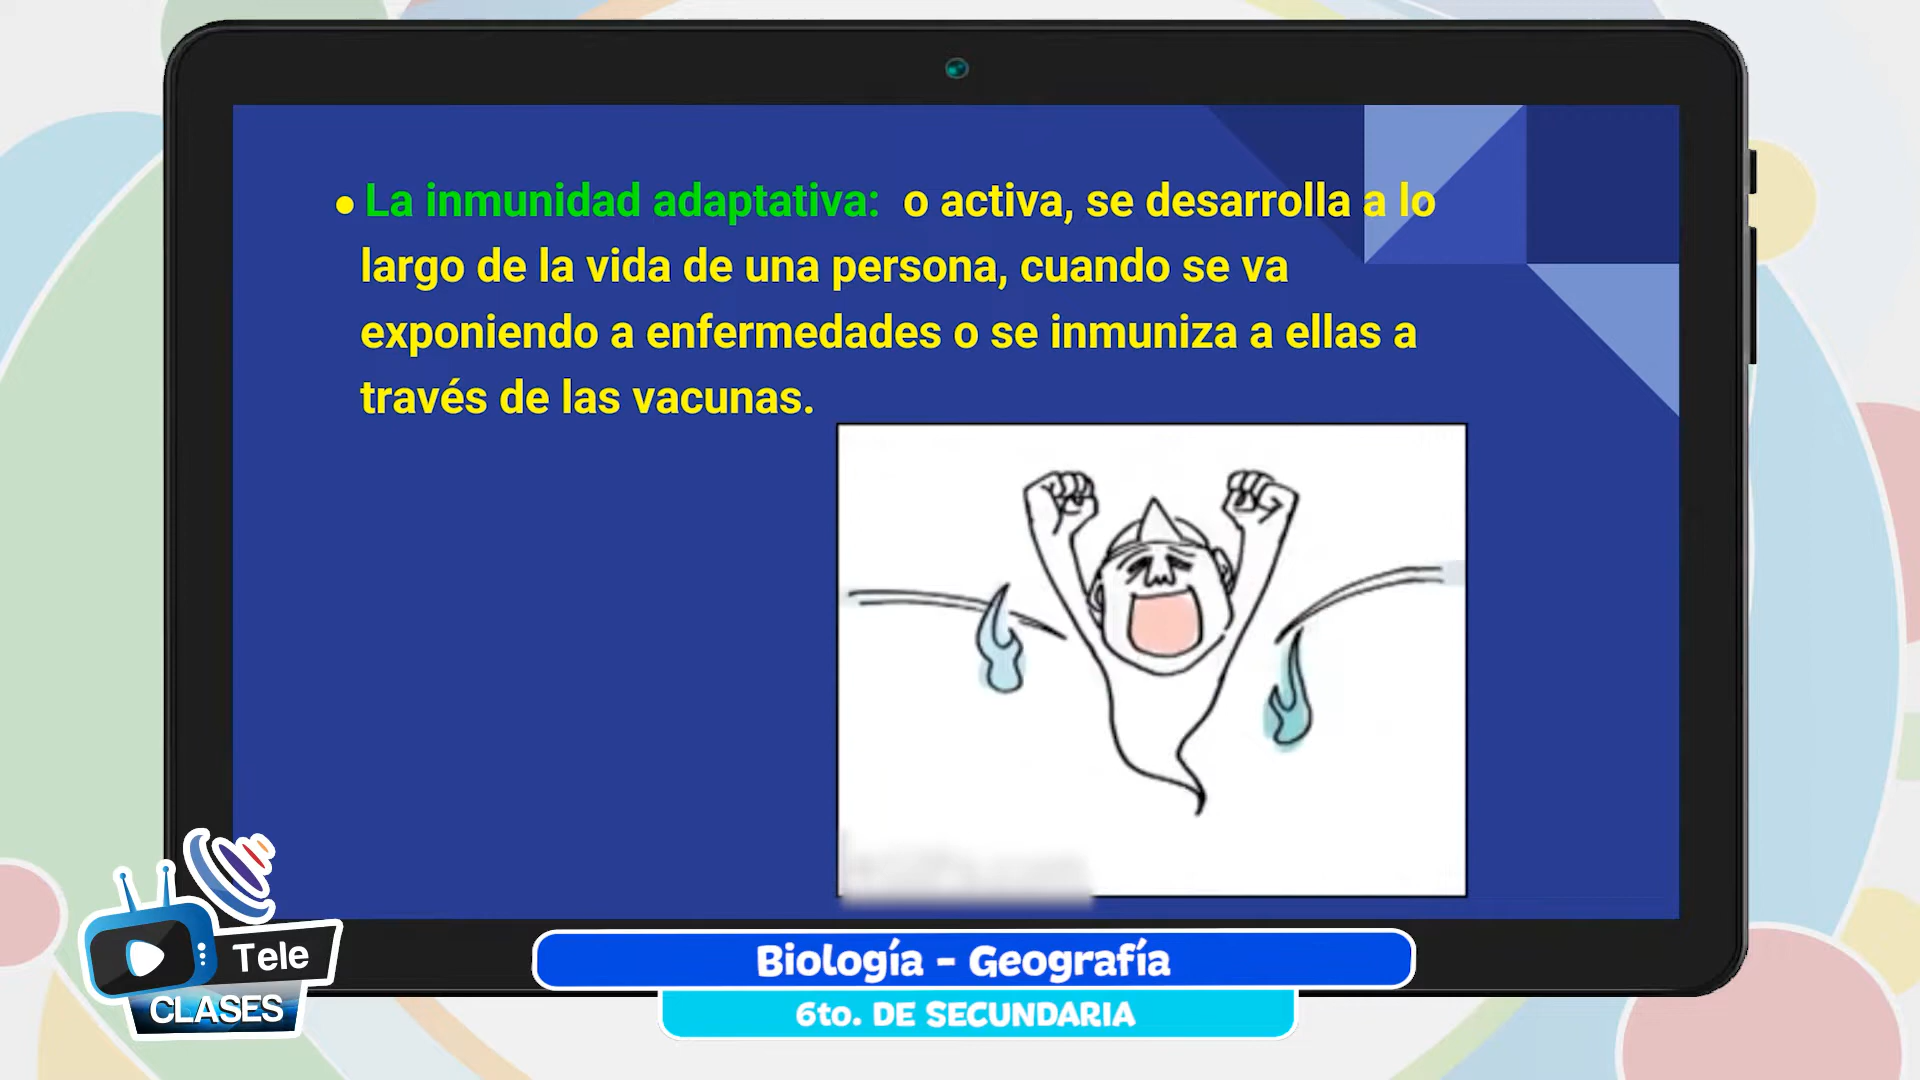 • La inmunidad adaptativa: o activa, se desarrolla a lo
largo de la vida de una persona, cuando se va
exponiendo a enfermedades o se inmuniza a ellas a
través de las vacunas.
Tele
CLASES
Biología - Geografía
6to. DE SECUNDARIA